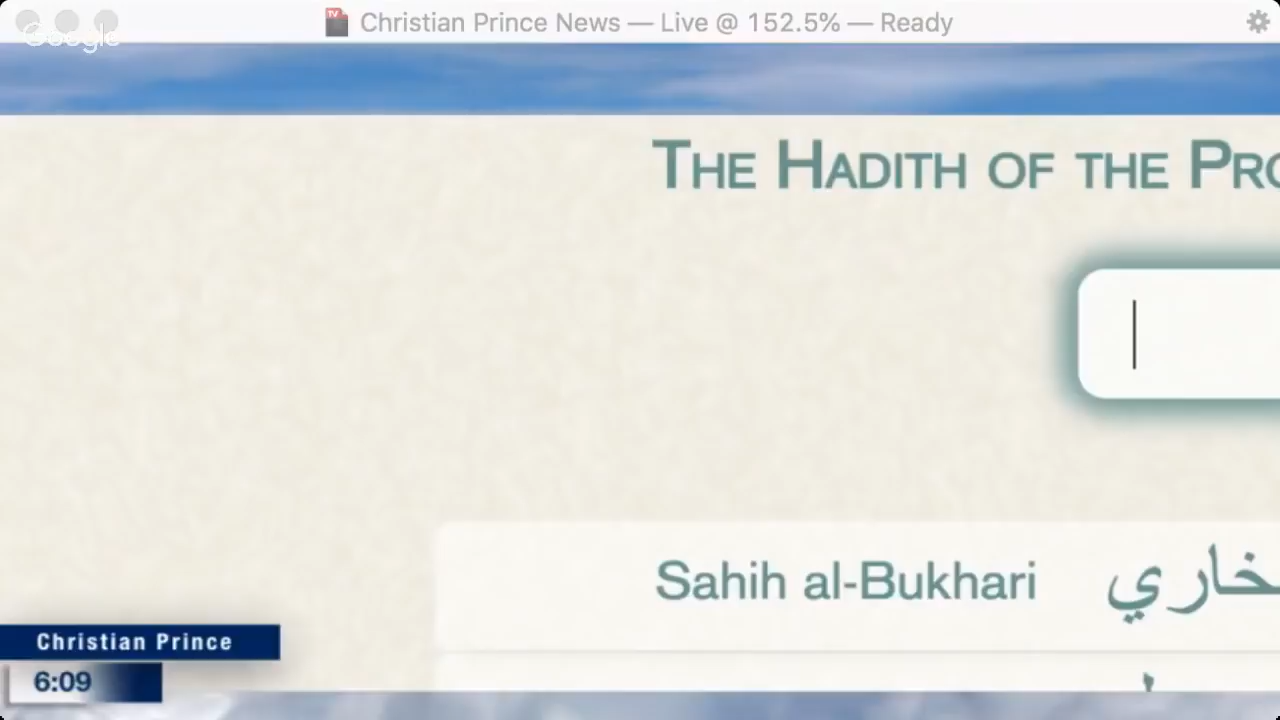 Christian Prince News — Live @ 152.5% — Ready
Google
THE HADITH OF THE PRO
Sahih al-Bukhari خاري
Christian Prince
6:09